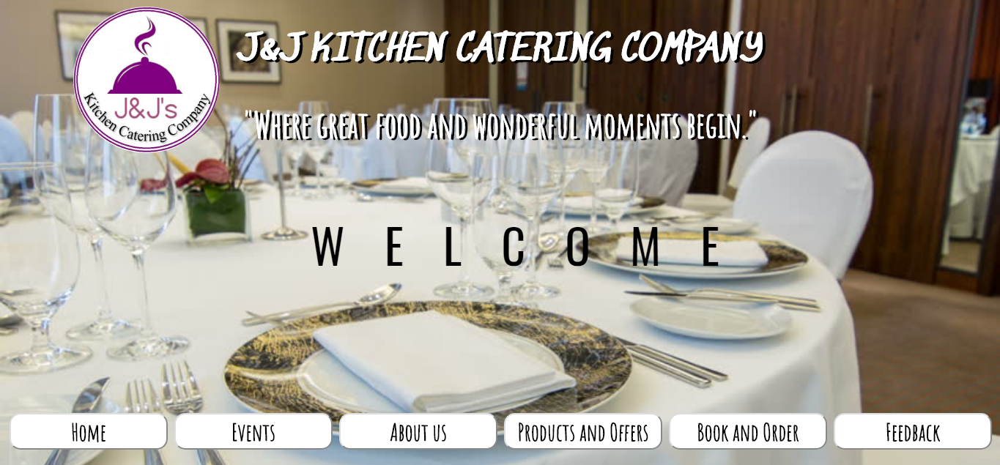 J&J KITCHEN CATERING COMPANY
J&J's
Kitchen Catering Company
"Where great food and wonderful moments begin."
WELCOME
Home
Events
About us
Products and Offers
Book and Order
Feedback